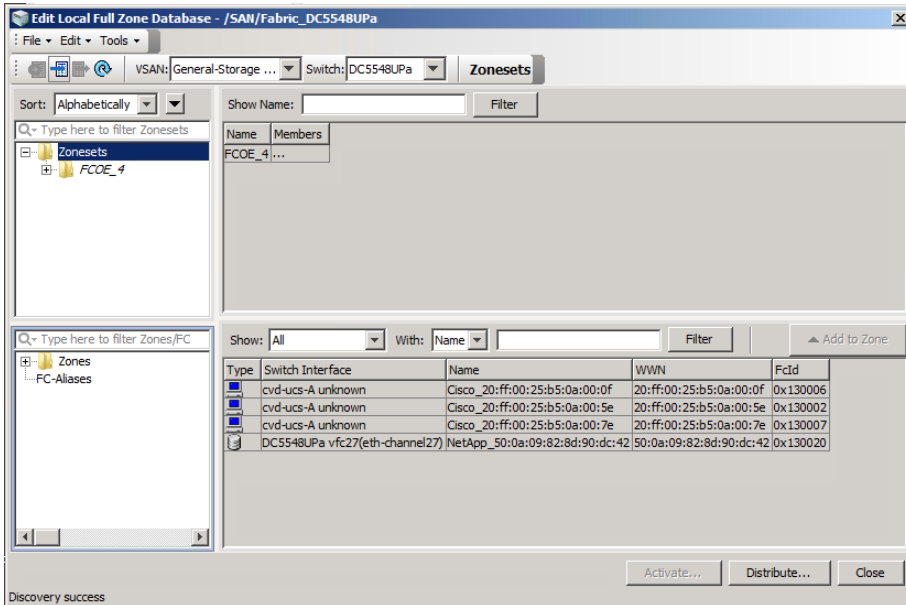 Edit Local Full Zone Database - /SAN/Fabric_DC5548UPa
File Edit Tools
VSAN: General-Storage ... Switch: DC5548UPa Zonesets
Sort: Alphabetically
Show Name: Filter
Type here to filter Zonesets
Name Members
Zonesets
FCOE_4 ...
FCOE_4
Type here to filter Zones/FC
Show: All With: Name Filter Add to Zone
Zones
FC-Aliases
Type Switch Interface Name WWN FcId
cvd-ucs-A unknown Cisco_20:ff:00:25:b5:0a:00:0f 20:ff:00:25:b5:0a:00:0f 0x130006
cvd-ucs-A unknown Cisco_20:ff:00:25:b5:0a:00:5e 20:ff:00:25:b5:0a:00:5e 0x130002
cvd-ucs-A unknown Cisco_20:ff:00:25:b5:0a:00:7e 20:ff:00:25:b5:0a:00:7e 0x130007
DC5548UPa vfc27(eth-channel27) NetApp_50:0a:09:82:8d:90:dc:42 50:0a:09:82:8d:90:dc:42 0x130020
Activate... Distribute... Close
Discovery success